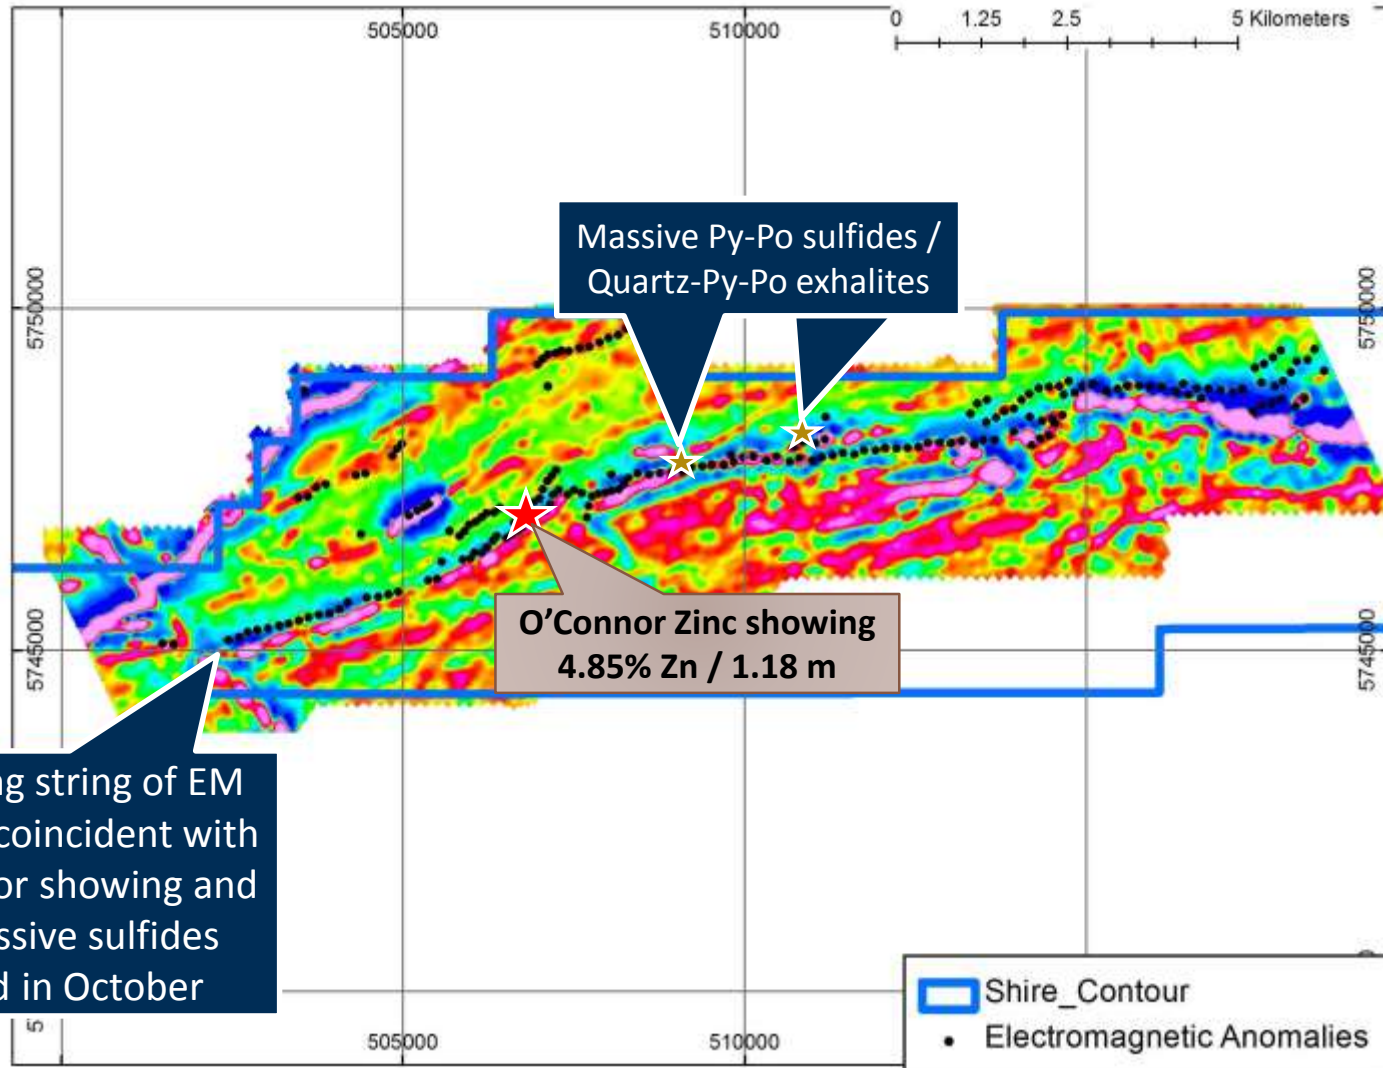 505000
510000
0 1.25 2.5 5 Kilometers
Massive Py-Po sulfides /
Quartz-Py-Po exhalites
5750000
5750000
O'Connor Zinc showing
4.85% Zn / 1.18 m
5745000
5745000
string of EM
coincident with
showing and
sulfides
in October
505000
510000
Shire_Contour
Electromagnetic Anomalies